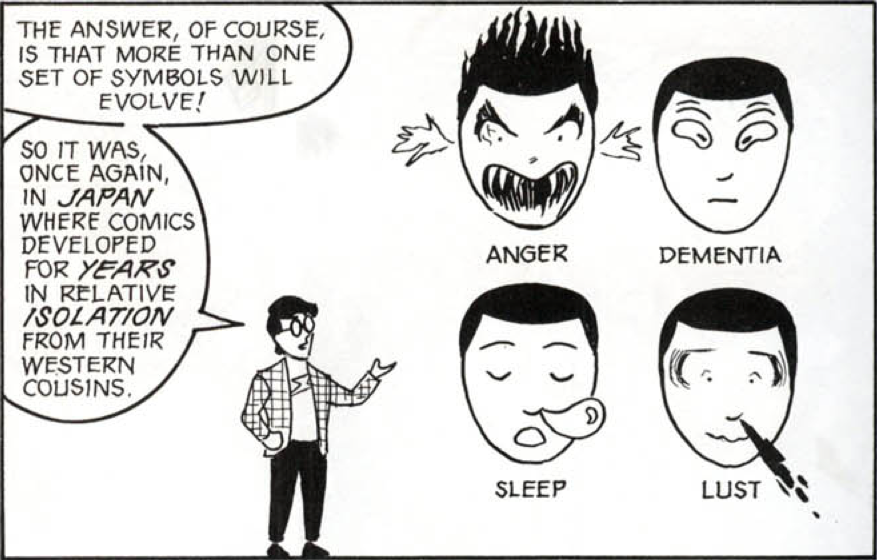 THE ANSWER, OF COURSE,
IS THAT MORE THAN ONE
SET OF SYMBOLS WILL
EVOLVE!
SO IT WAS,
ONCE AGAIN,
IN JAPAN
WHERE COMICS
DEVELOPED
FOR YEARS
IN RELATIVE
ISOLATION
FROM THEIR
WESTERN
COUSINS.
ANGER
DEMENTIA
SLEEP
LUST